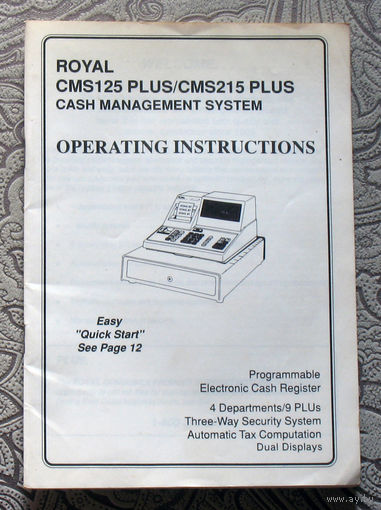 ROYAL
CMS125 PLUS/CMS215 PLUS
CASH MANAGEMENT SYSTEM
OPERATING INSTRUCTIONS
Easy
"Quick Start"
See Page 12
Programmable
Electronic Cash Register
4 Departments/9 PLUs
Three-Way Security System
Automatic Tax Computation
Dual Displays
www.ay.by